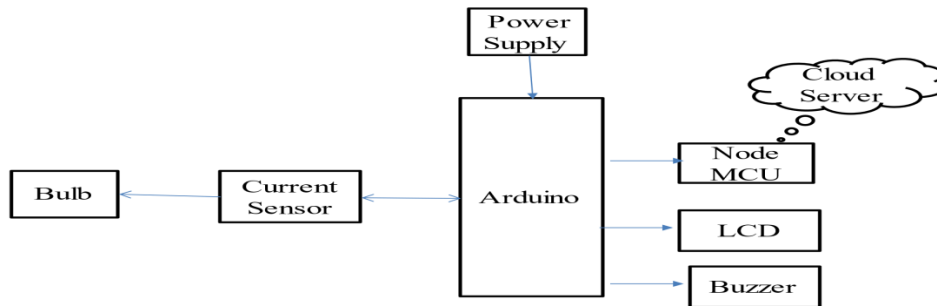 Power
Supply
Cloud
Server
Node
MCU
Bulb
Current
Sensor
Arduino
LCD
Buzzer